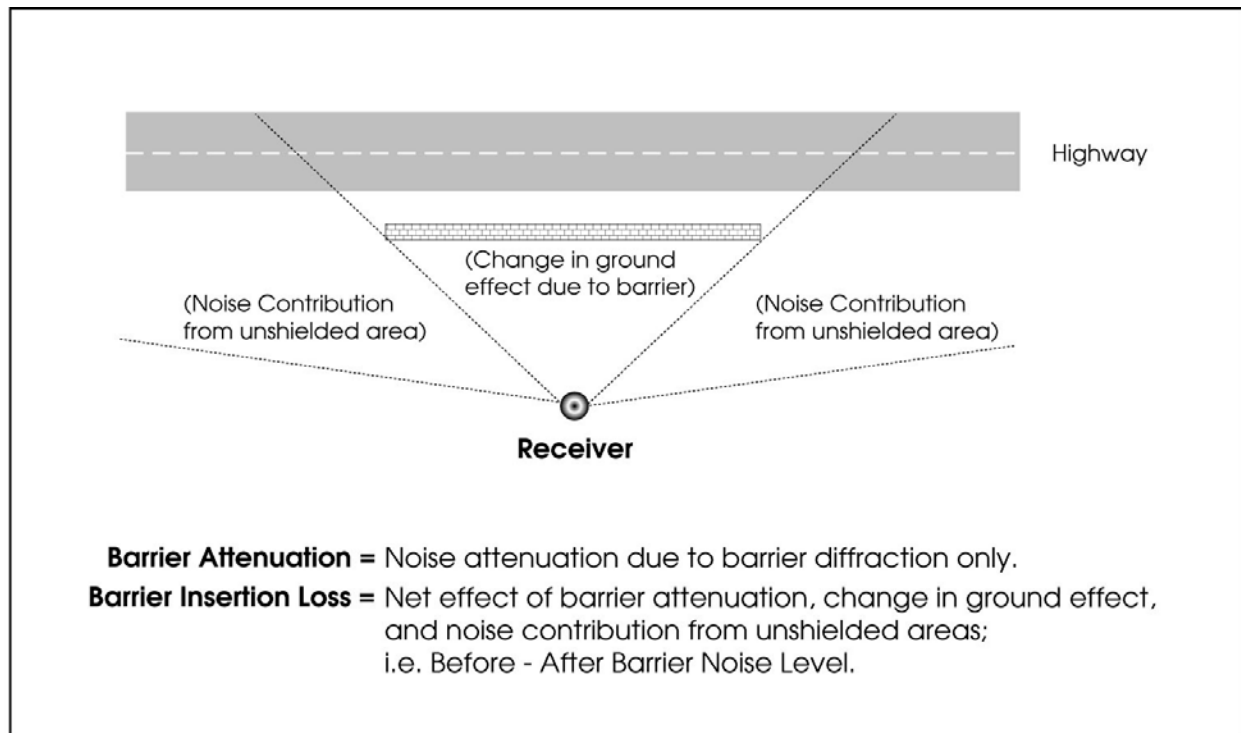 Highway
(Change in ground
effect due to barrier)
(Noise Contribution
from unshielded area)
(Noise Contribution
from unshielded area)
Receiver
Barrier Attenuation = Noise attenuation due to barrier diffraction only.
Barrier Insertion Loss = Net effect of barrier attenuation, change in ground effect,
and noise contribution from unshielded areas;
i.e. Before - After Barrier Noise Level.